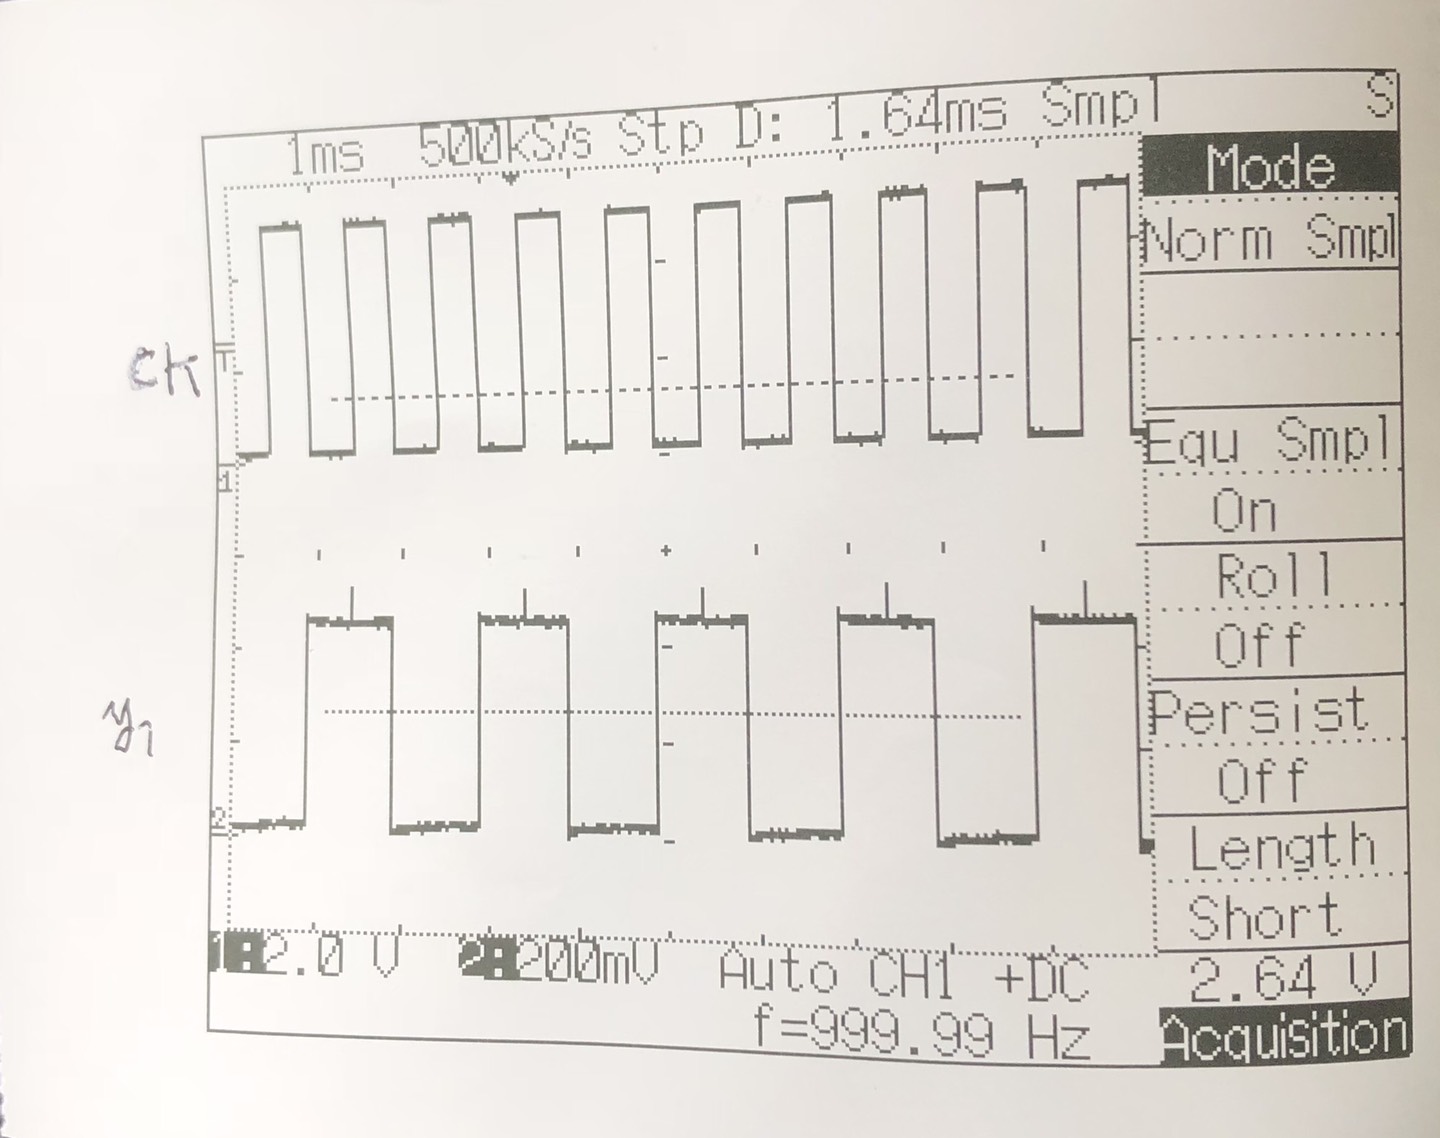 1ms 500kS/s Stp D: 1.64ms Smpl S
Mode
Norm Smpl
CK
T
1
Equ Smpl
On
Roll
Off
y1
Persist
Off
2
Length
Short
1:2.0 V 2:200mV Auto CH1 +DC 2.64 V
f=999.99 Hz Acquisition